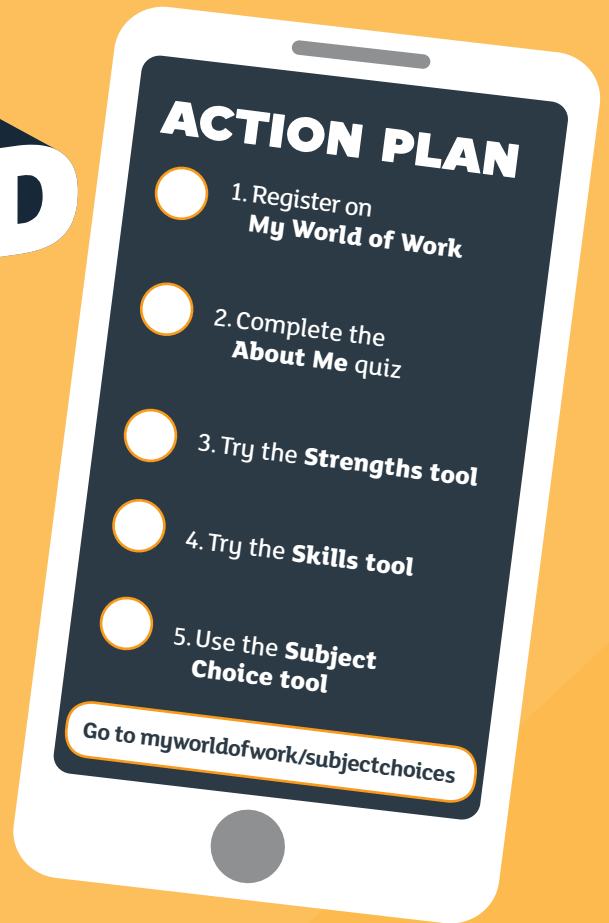 D
ACTION PLAN
1. Register on
My World of Work
2. Complete the
About Me quiz
3. Try the Strengths tool
4. Try the Skills tool
5. Use the Subject
Choice tool
Go to myworldofwork/subjectchoices